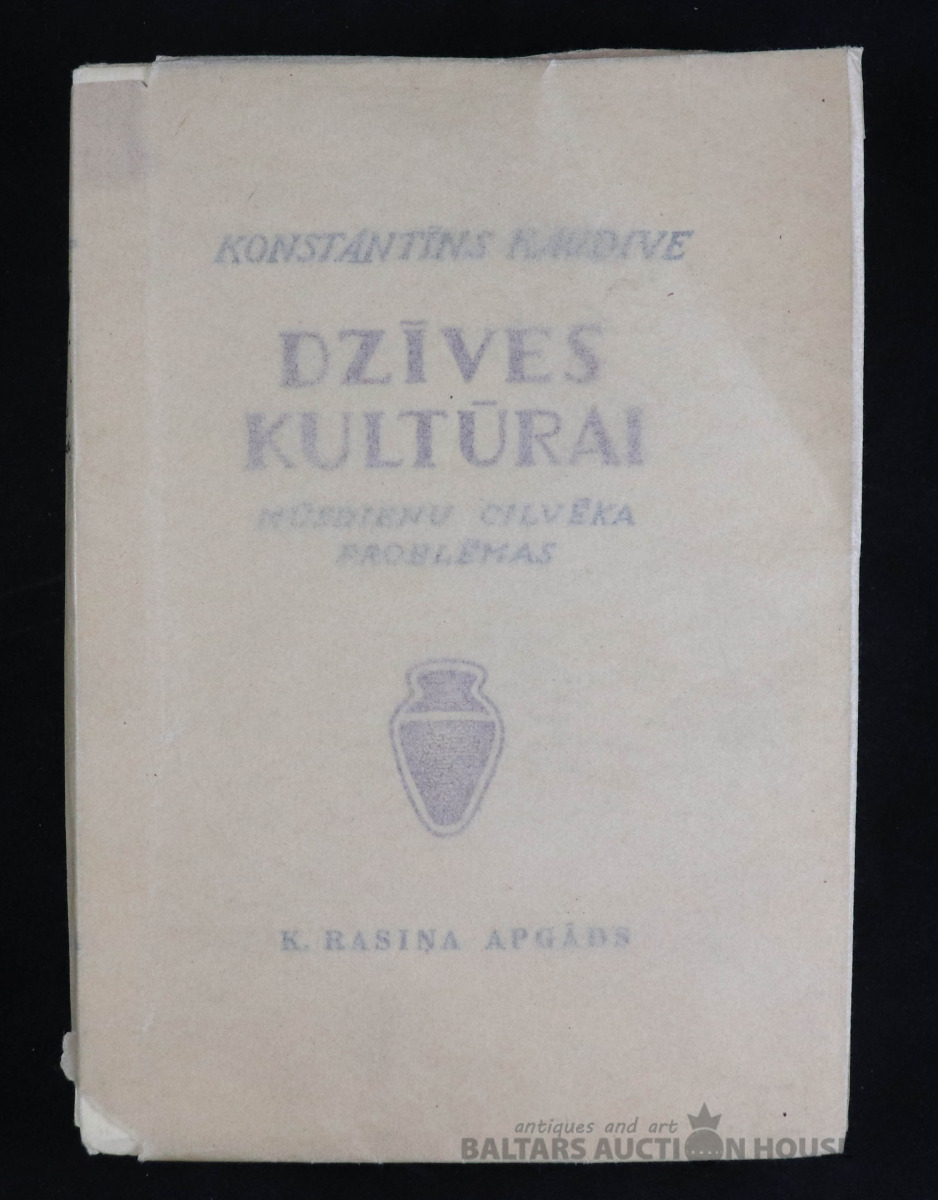 KONSTANTĪNS RAUDIVE
DZĪVES
KULTŪRAI
MŪSDIENU CILVĒKA
PROBLĒMAS
K. RASIŅA APGĀDS
antiques and art
BALTARS AUCTION HOUSE